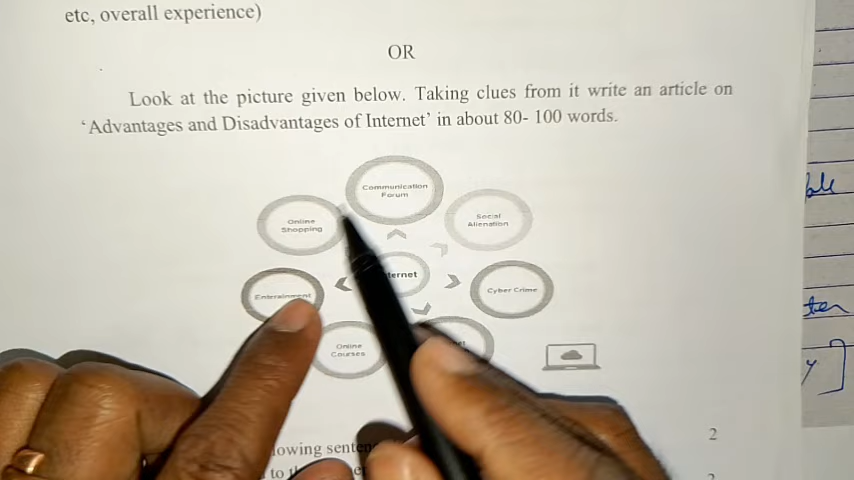 etc, overall experience)
OR
Look at the picture given below. Taking clues from it write an article on
‘Advantages and Disadvantages of Internet’ in about 80- 100 words.
Communication
Forum
Online
Shopping
Social
Alienation
Cyber Crime
Online
Courses
2